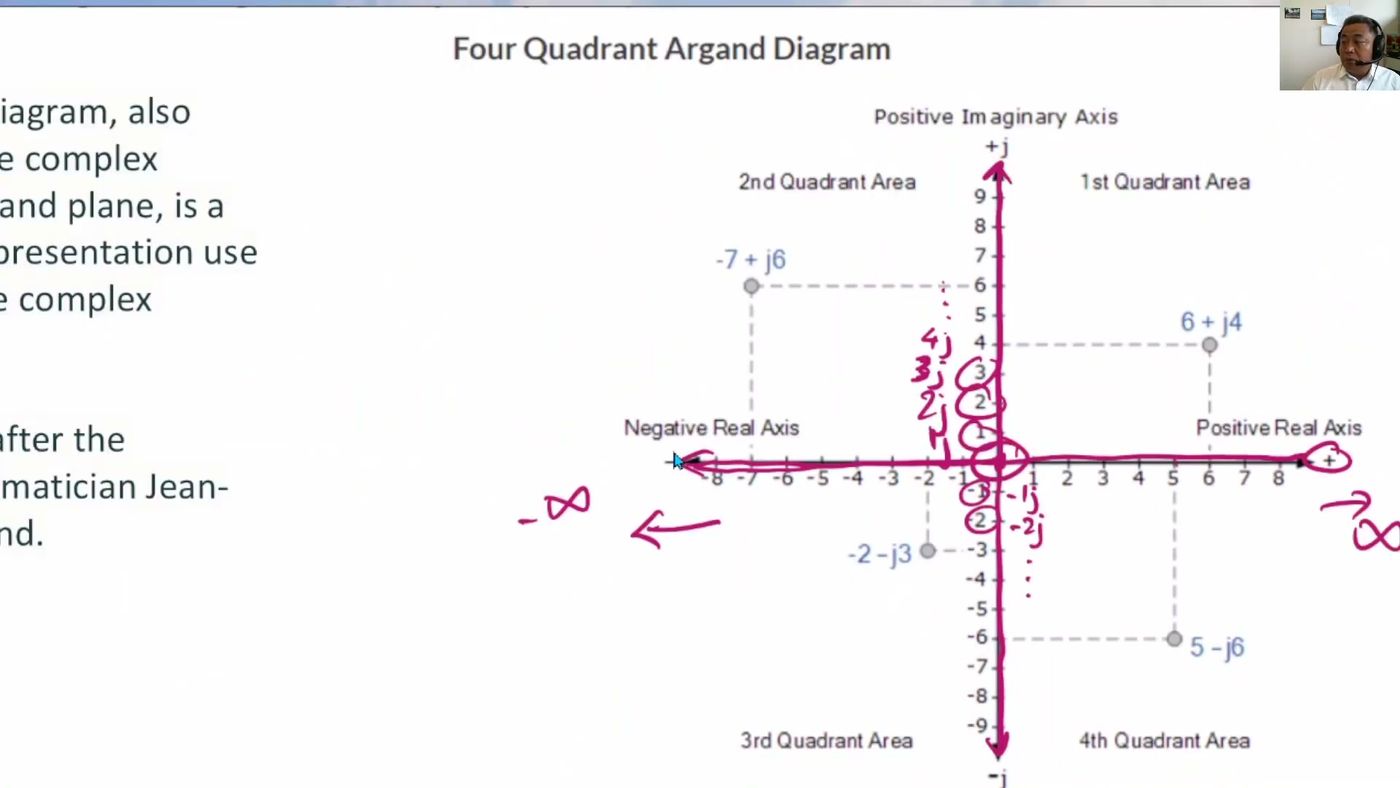 Four Quadrant Argand Diagram
iagram, also
e complex
and plane, is a
presentation use
e complex
after the
matician Jean-
nd.
Positive Imaginary Axis
+j
2nd Quadrant Area
1st Quadrant Area
9
8
7
-7 + j6
6
5
6 + j4
4j
4
3j
3
2j
2
1j
1
Negative Real Axis
Positive Real Axis
+
-8 -7 -6 -5 -4 -3 -2 -1
1 2 3 4 5 6 7 8
-1j
-2 -2j
-∞
∞
-2 -j3
-3
-4
-5
-6
5 -j6
-7
-8
-9
3rd Quadrant Area
4th Quadrant Area
-j